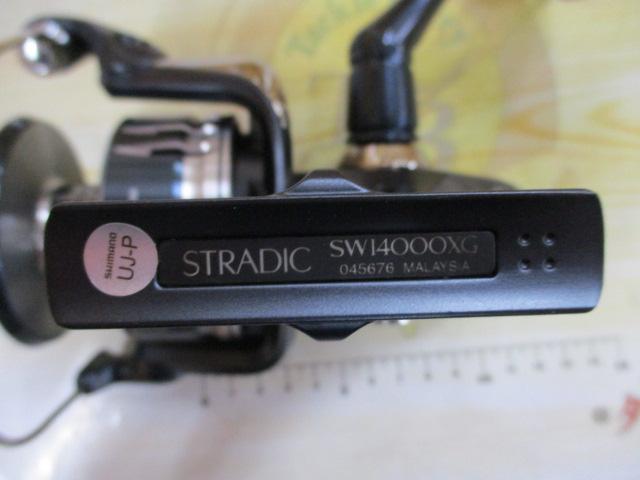 SHIMANO
UJ-P
STRADIC SW14000XG
045676 MALAYSIA